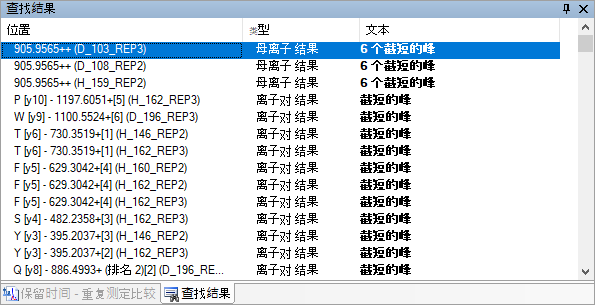 查找结果
位置 类型 文本
905.9565++ (D_103_REP3) 母离子 结果 6 个截短的峰
905.9565++ (D_108_REP2) 母离子 结果 6 个截短的峰
905.9565++ (H_159_REP2) 母离子 结果 6 个截短的峰
P [y10] - 1197.6051+[5] (H_162_REP3) 离子对 结果 截短的峰
W [y9] - 1100.5524+[6] (D_196_REP3) 离子对 结果 截短的峰
T [y6] - 730.3519+[1] (H_146_REP2) 离子对 结果 截短的峰
T [y6] - 730.3519+[1] (H_162_REP3) 离子对 结果 截短的峰
F [y5] - 629.3042+[4] (H_160_REP2) 离子对 结果 截短的峰
F [y5] - 629.3042+[4] (H_162_REP2) 离子对 结果 截短的峰
F [y5] - 629.3042+[4] (H_162_REP3) 离子对 结果 截短的峰
S [y4] - 482.2358+[3] (H_162_REP3) 离子对 结果 截短的峰
Y [y3] - 395.2037+[3] (H_146_REP2) 离子对 结果 截短的峰
Y [y3] - 395.2037+[3] (H_162_REP3) 离子对 结果 截短的峰
Q [y8] - 886.4993+ (排名 2)[2] (D_196_RE... 离子对 结果 截短的峰
保留时间 - 重复测定比较 查找结果